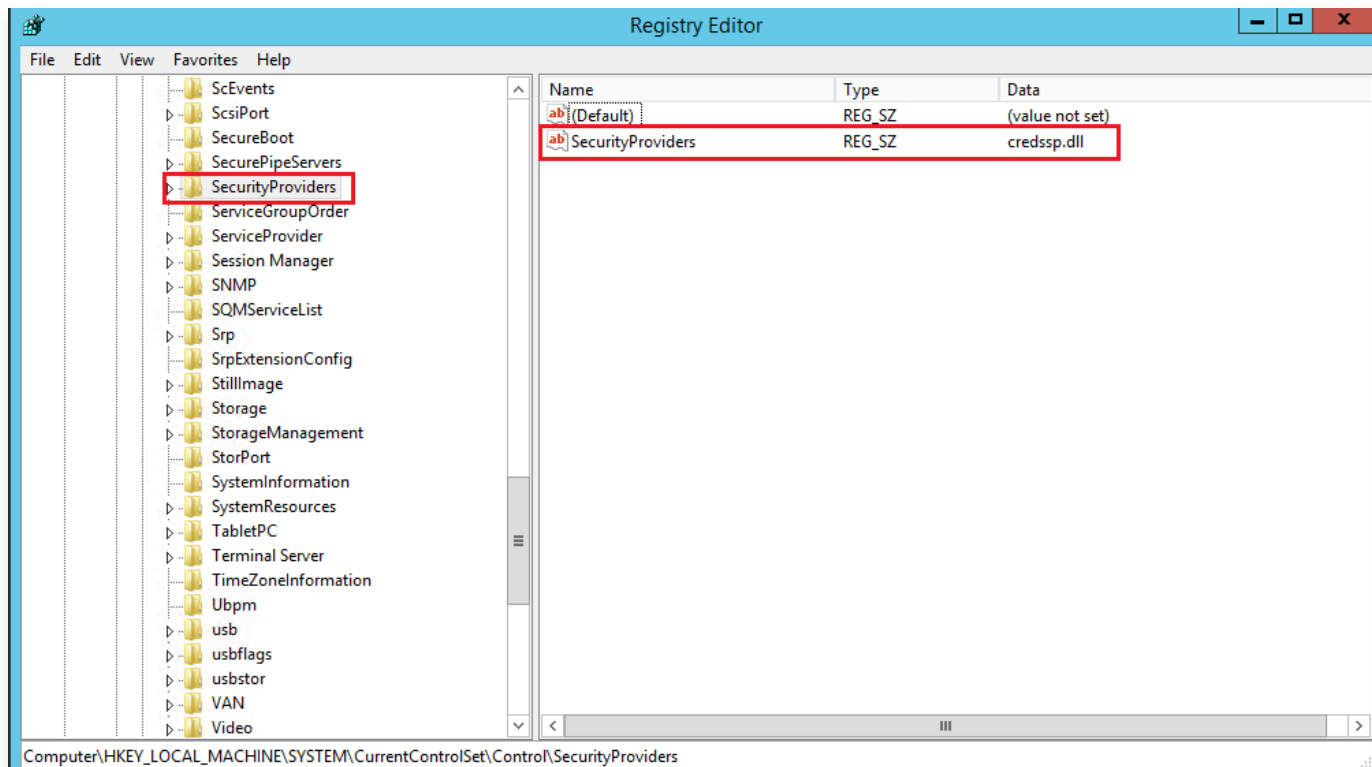 Registry Editor
File Edit View Favorites Help
ScEvents
ScsiPort
SecureBoot
SecurePipeServers
SecurityProviders
ServiceGroupOrder
ServiceProvider
Session Manager
SNMP
SQMServiceList
Srp
SrpExtensionConfig
StillImage
Storage
StorageManagement
StorPort
SystemInformation
SystemResources
TabletPC
Terminal Server
TimeZoneInformation
Ubpm
usb
usbflags
usbstor
VAN
Video
Name Type Data
ab (Default) REG_SZ (value not set)
ab SecurityProviders REG_SZ credssp.dll
Computer\HKEY_LOCAL_MACHINE\SYSTEM\CurrentControlSet\Control\SecurityProviders